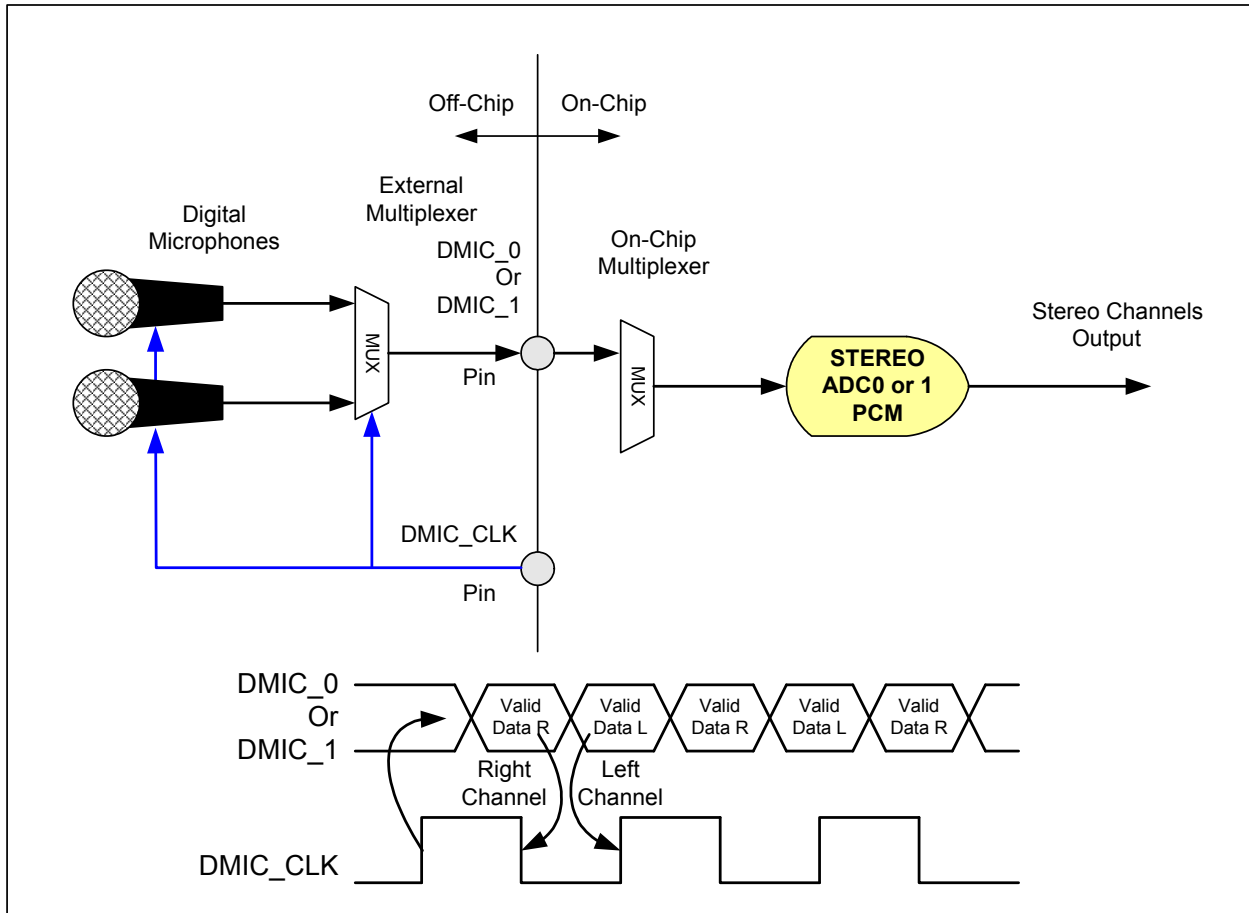 Off-Chip
On-Chip
External
Multiplexer
Digital
Microphones
DMIC_0
Or
DMIC_1
On-Chip
Multiplexer
MUX
Pin
MUX
STEREO
ADC0 or 1
PCM
Stereo Channels
Output
DMIC_CLK
Pin
DMIC_0
Or
DMIC_1
Valid
Data R
Valid
Data L
Valid
Data R
Valid
Data L
Valid
Data R
Right
Channel
Left
Channel
DMIC_CLK